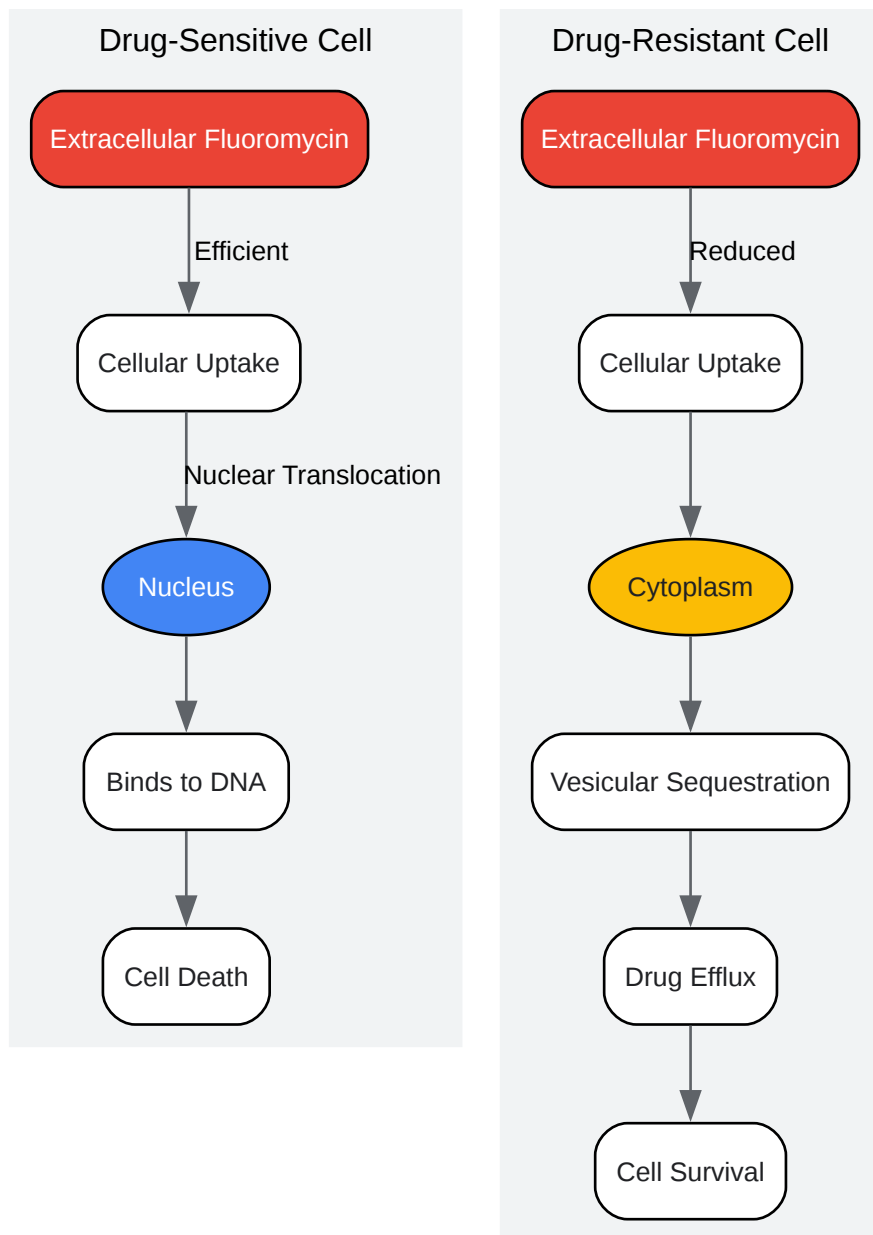 Drug-Sensitive Cell
Extracellular Fluoromycin
Efficient
Cellular Uptake
Nuclear Translocation
Nucleus
Binds to DNA
Cell Death
Drug-Resistant Cell
Extracellular Fluoromycin
Reduced
Cellular Uptake
Cytoplasm
Vesicular Sequestration
Drug Efflux
Cell Survival